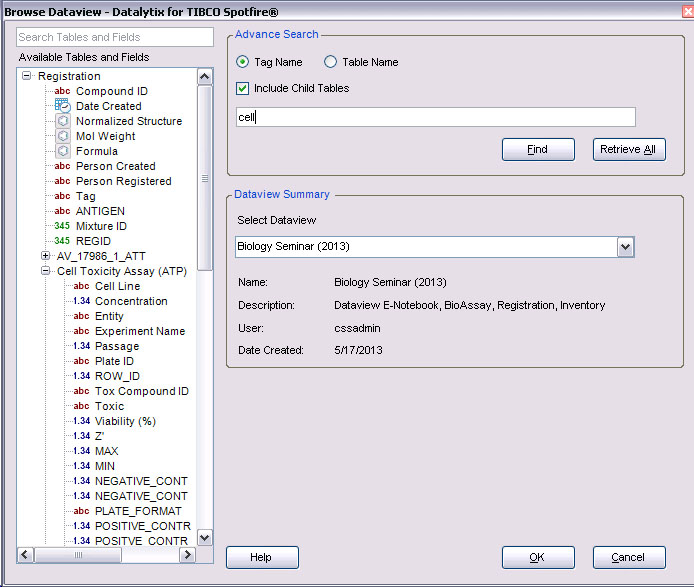 Browse Dataview - Datalytix for TIBCO Spotfire®
Search Tables and Fields
Available Tables and Fields
Registration
abc Compound ID
Date Created
Normalized Structure
Mol Weight
Formula
abc Person Created
abc Person Registered
abc Tag
abc ANTIGEN
345 Mixture ID
345 REGID
AV_17986_1_ATT
Cell Toxicity Assay (ATP)
abc Cell Line
1.34 Concentration
abc Entity
abc Experiment Name
1.34 Passage
abc Plate ID
1.34 ROW_ID
abc Tox Compound ID
abc Toxic
1.34 Viability (%)
1.34 Z'
1.34 MAX
1.34 MIN
1.34 NEGATIVE_CONT
1.34 NEGATIVE_CONT
abc PLATE_FORMAT
1.34 POSITIVE_CONTR
1.34 POSITVE_CONTR
Advance Search
Tag Name Table Name
Include Child Tables
cell
Find Retrieve All
Dataview Summary
Select Dataview
Biology Seminar (2013)
Name: Biology Seminar (2013)
Description: Dataview E-Notebook, BioAssay, Registration, Inventory
User: cssadmin
Date Created: 5/17/2013
Help OK Cancel